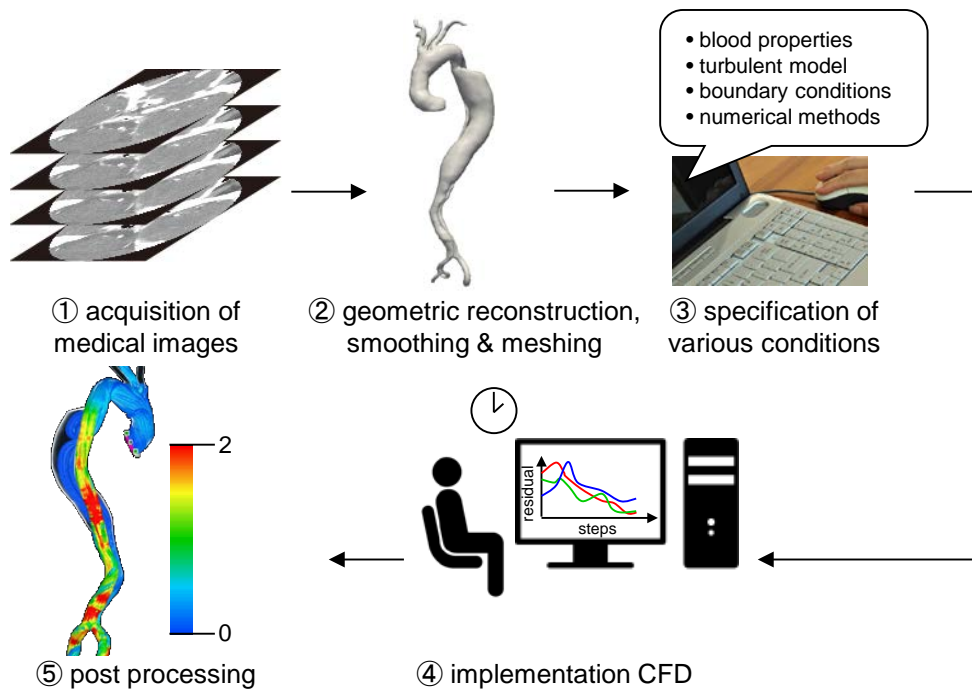 • blood properties
• turbulent model
• boundary conditions
• numerical methods
① acquisition of
medical images
② geometric reconstruction,
smoothing & meshing
③ specification of
various conditions
2
0
⑤ post processing
residual
steps
④ implementation CFD